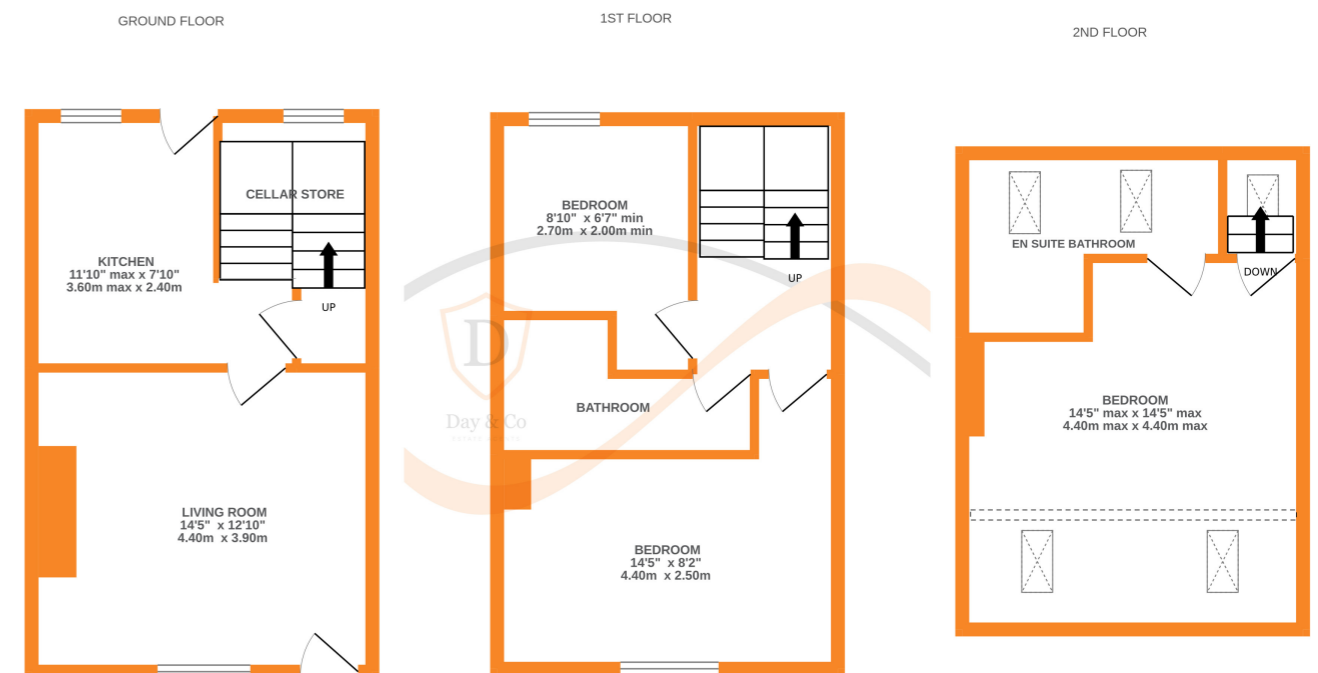 GROUND FLOOR
1ST FLOOR
2ND FLOOR
CELLAR STORE
KITCHEN
11'10" max x 7'10"
3.60m max x 2.40m
UP
LIVING ROOM
14'5" x 12'10"
4.40m x 3.90m
BEDROOM
8'10" x 6'7" min
2.70m x 2.00m min
UP
D
Day & Co
BATHROOM
BEDROOM
14'5" x 8'2"
4.40m x 2.50m
EN SUITE BATHROOM
DOWN
BEDROOM
14'5" max x 14'5" max
4.40m max x 4.40m max